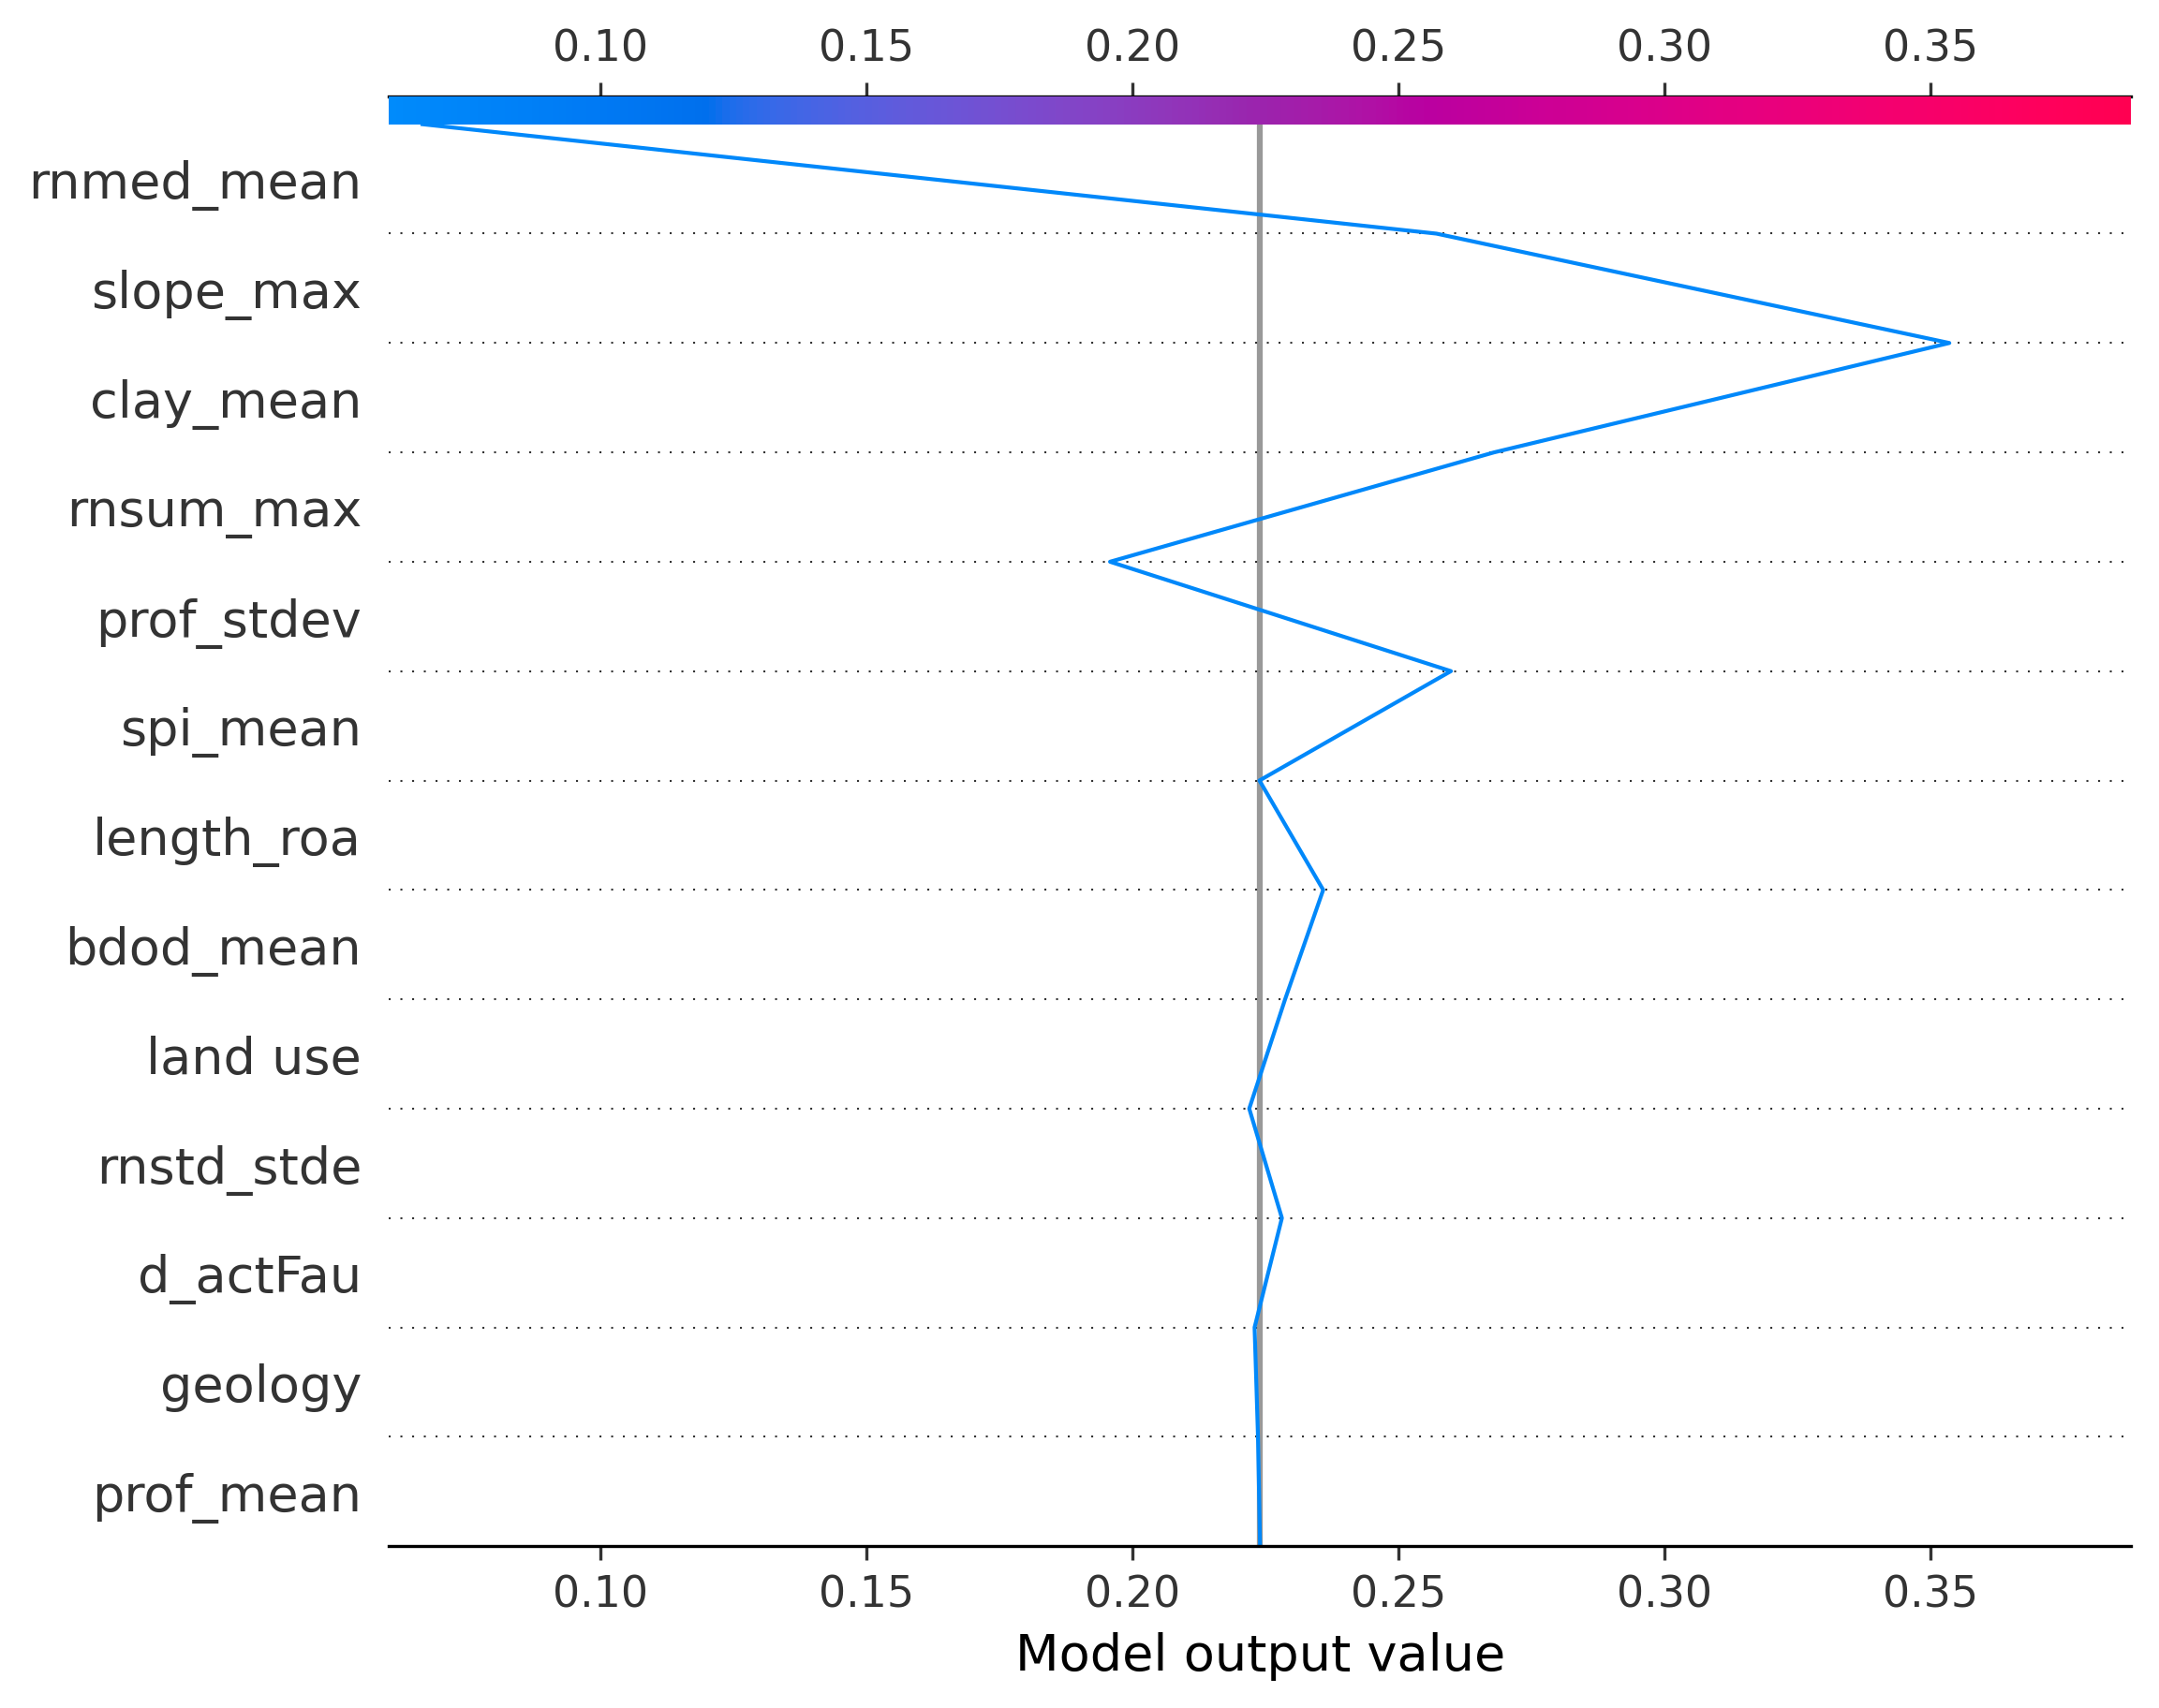 0.10 0.15 0.20 0.25 0.30 0.35
rnmed_mean
slope_max
clay_mean
rnsum_max
prof_stdev
spi_mean
length_roa
bdod_mean
land use
rnstd_stde
d_actFau
geology
prof_mean
0.10 0.15 0.20 0.25 0.30 0.35
Model output value